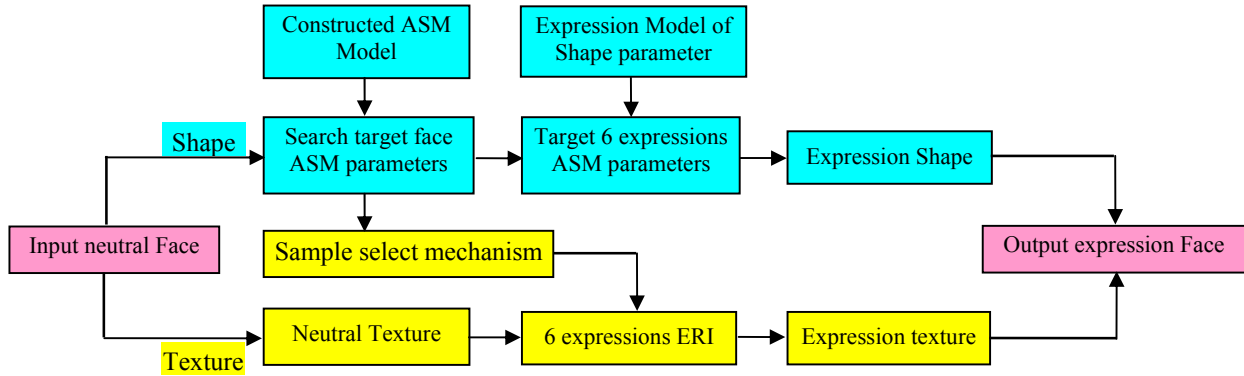 Constructed ASM
Model
Expression Model of
Shape parameter
Shape
Search target face
ASM parameters
Target 6 expressions
ASM parameters
Expression Shape
Input neutral Face
Sample select mechanism
Output expression Face
Texture
Neutral Texture
6 expressions ERI
Expression texture